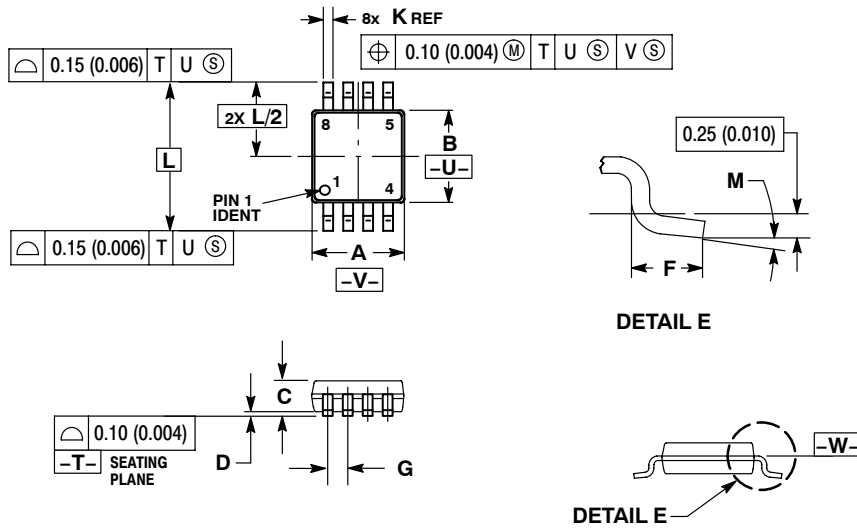 8x K REF
⌓ 0.15 (0.006) T U Ⓢ
⌖ 0.10 (0.004) Ⓜ T U Ⓢ V Ⓢ
2X L/2
8 5
B
–U–
0.25 (0.010)
L
M
PIN 1
IDENT
1 4
⌓ 0.15 (0.006) T U Ⓢ
A
–V–
F
DETAIL E
C
⌓ 0.10 (0.004)
–T– SEATING
PLANE
D
G
–W–
DETAIL E